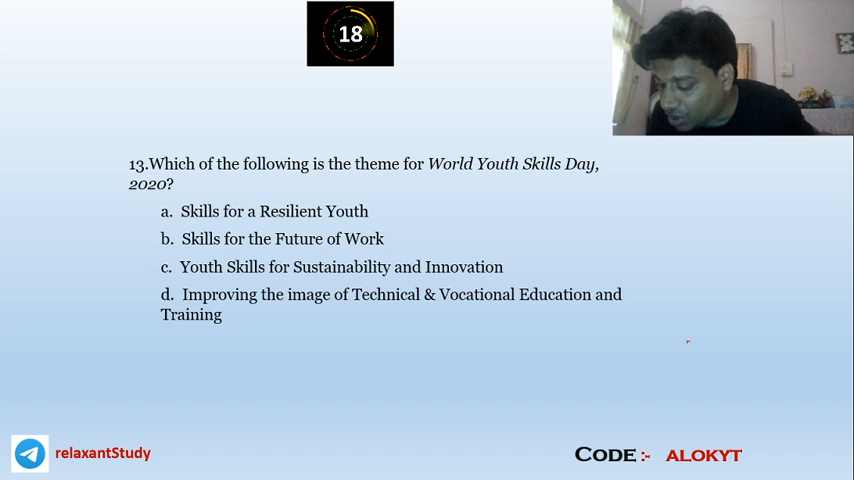 18
13.Which of the following is the theme for World Youth Skills Day,
2020?
a. Skills for a Resilient Youth
b. Skills for the Future of Work
c. Youth Skills for Sustainability and Innovation
d. Improving the image of Technical & Vocational Education and
Training
relaxantStudy
CODE :- ALOKYT